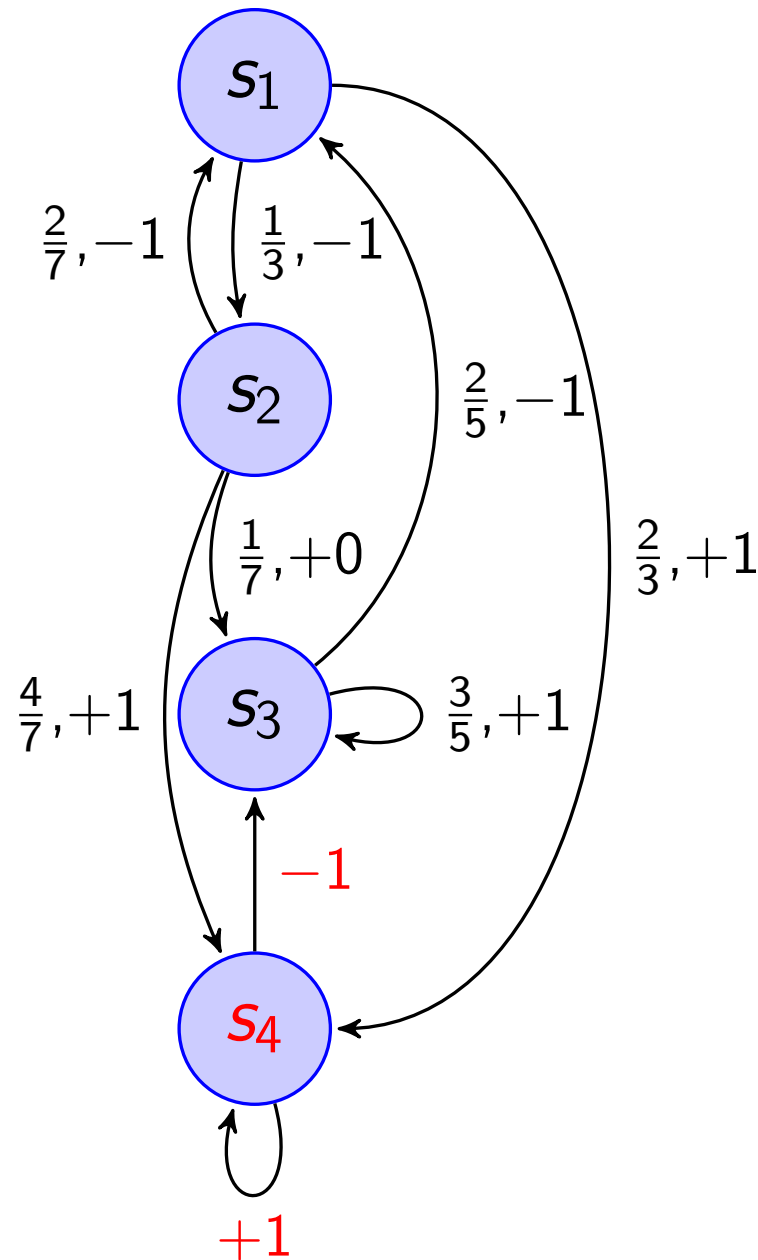 s₁
2/7,−1
1/3,−1
s₂
2/5,−1
1/7,+0
2/3,+1
4/7,+1
s₃
3/5,+1
−1
s₄
+1